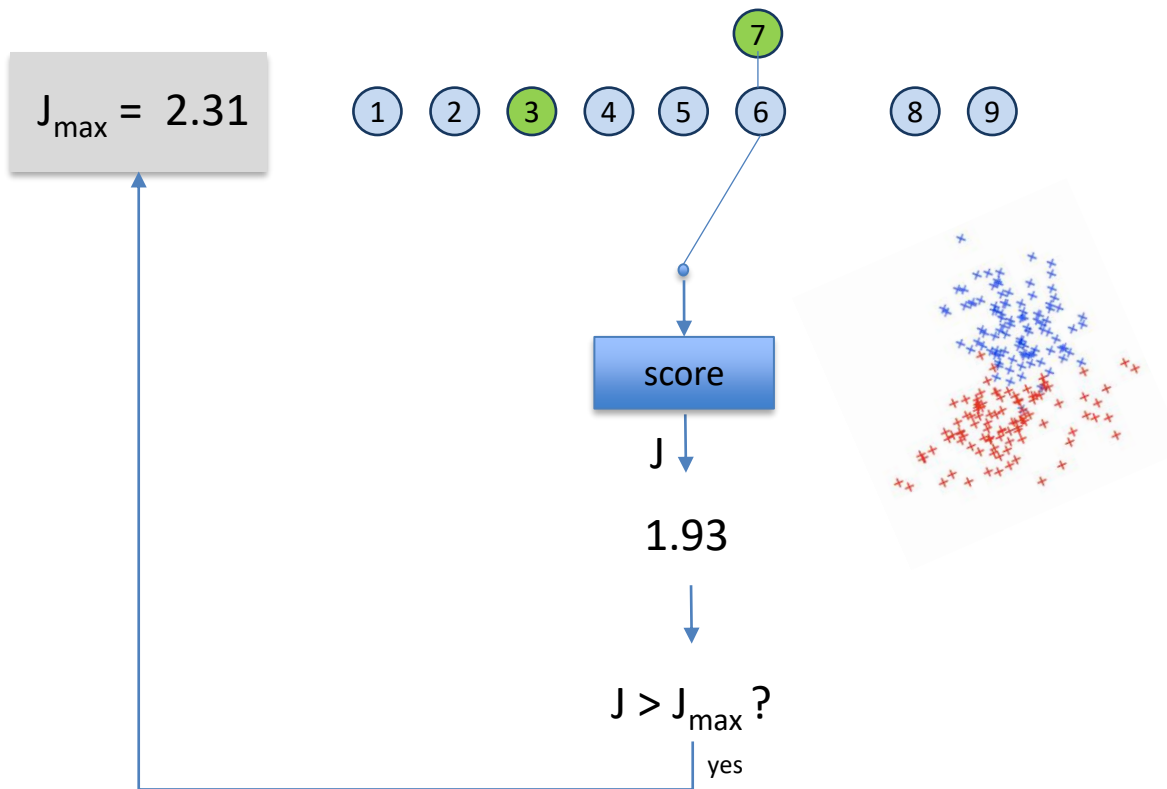 7
J_max = 2.31
1 2 3 4 5 6 8 9
score
J
1.93
J > J_max ?
yes